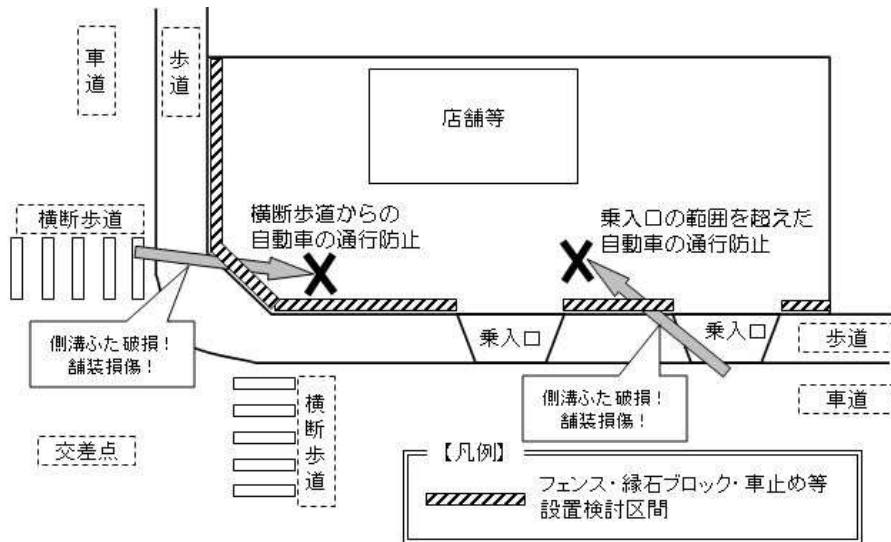 車道
歩道
店舗等
横断歩道
横断歩道からの
自動車の通行防止
乗入口の範囲を超えた
自動車の通行防止
側溝ふた破損!
舗装損傷!
乗入口
乗入口
歩道
側溝ふた破損!
舗装損傷!
車道
横断歩道
交差点
【凡例】
フェンス・縁石ブロック・車止め等
設置検討区間